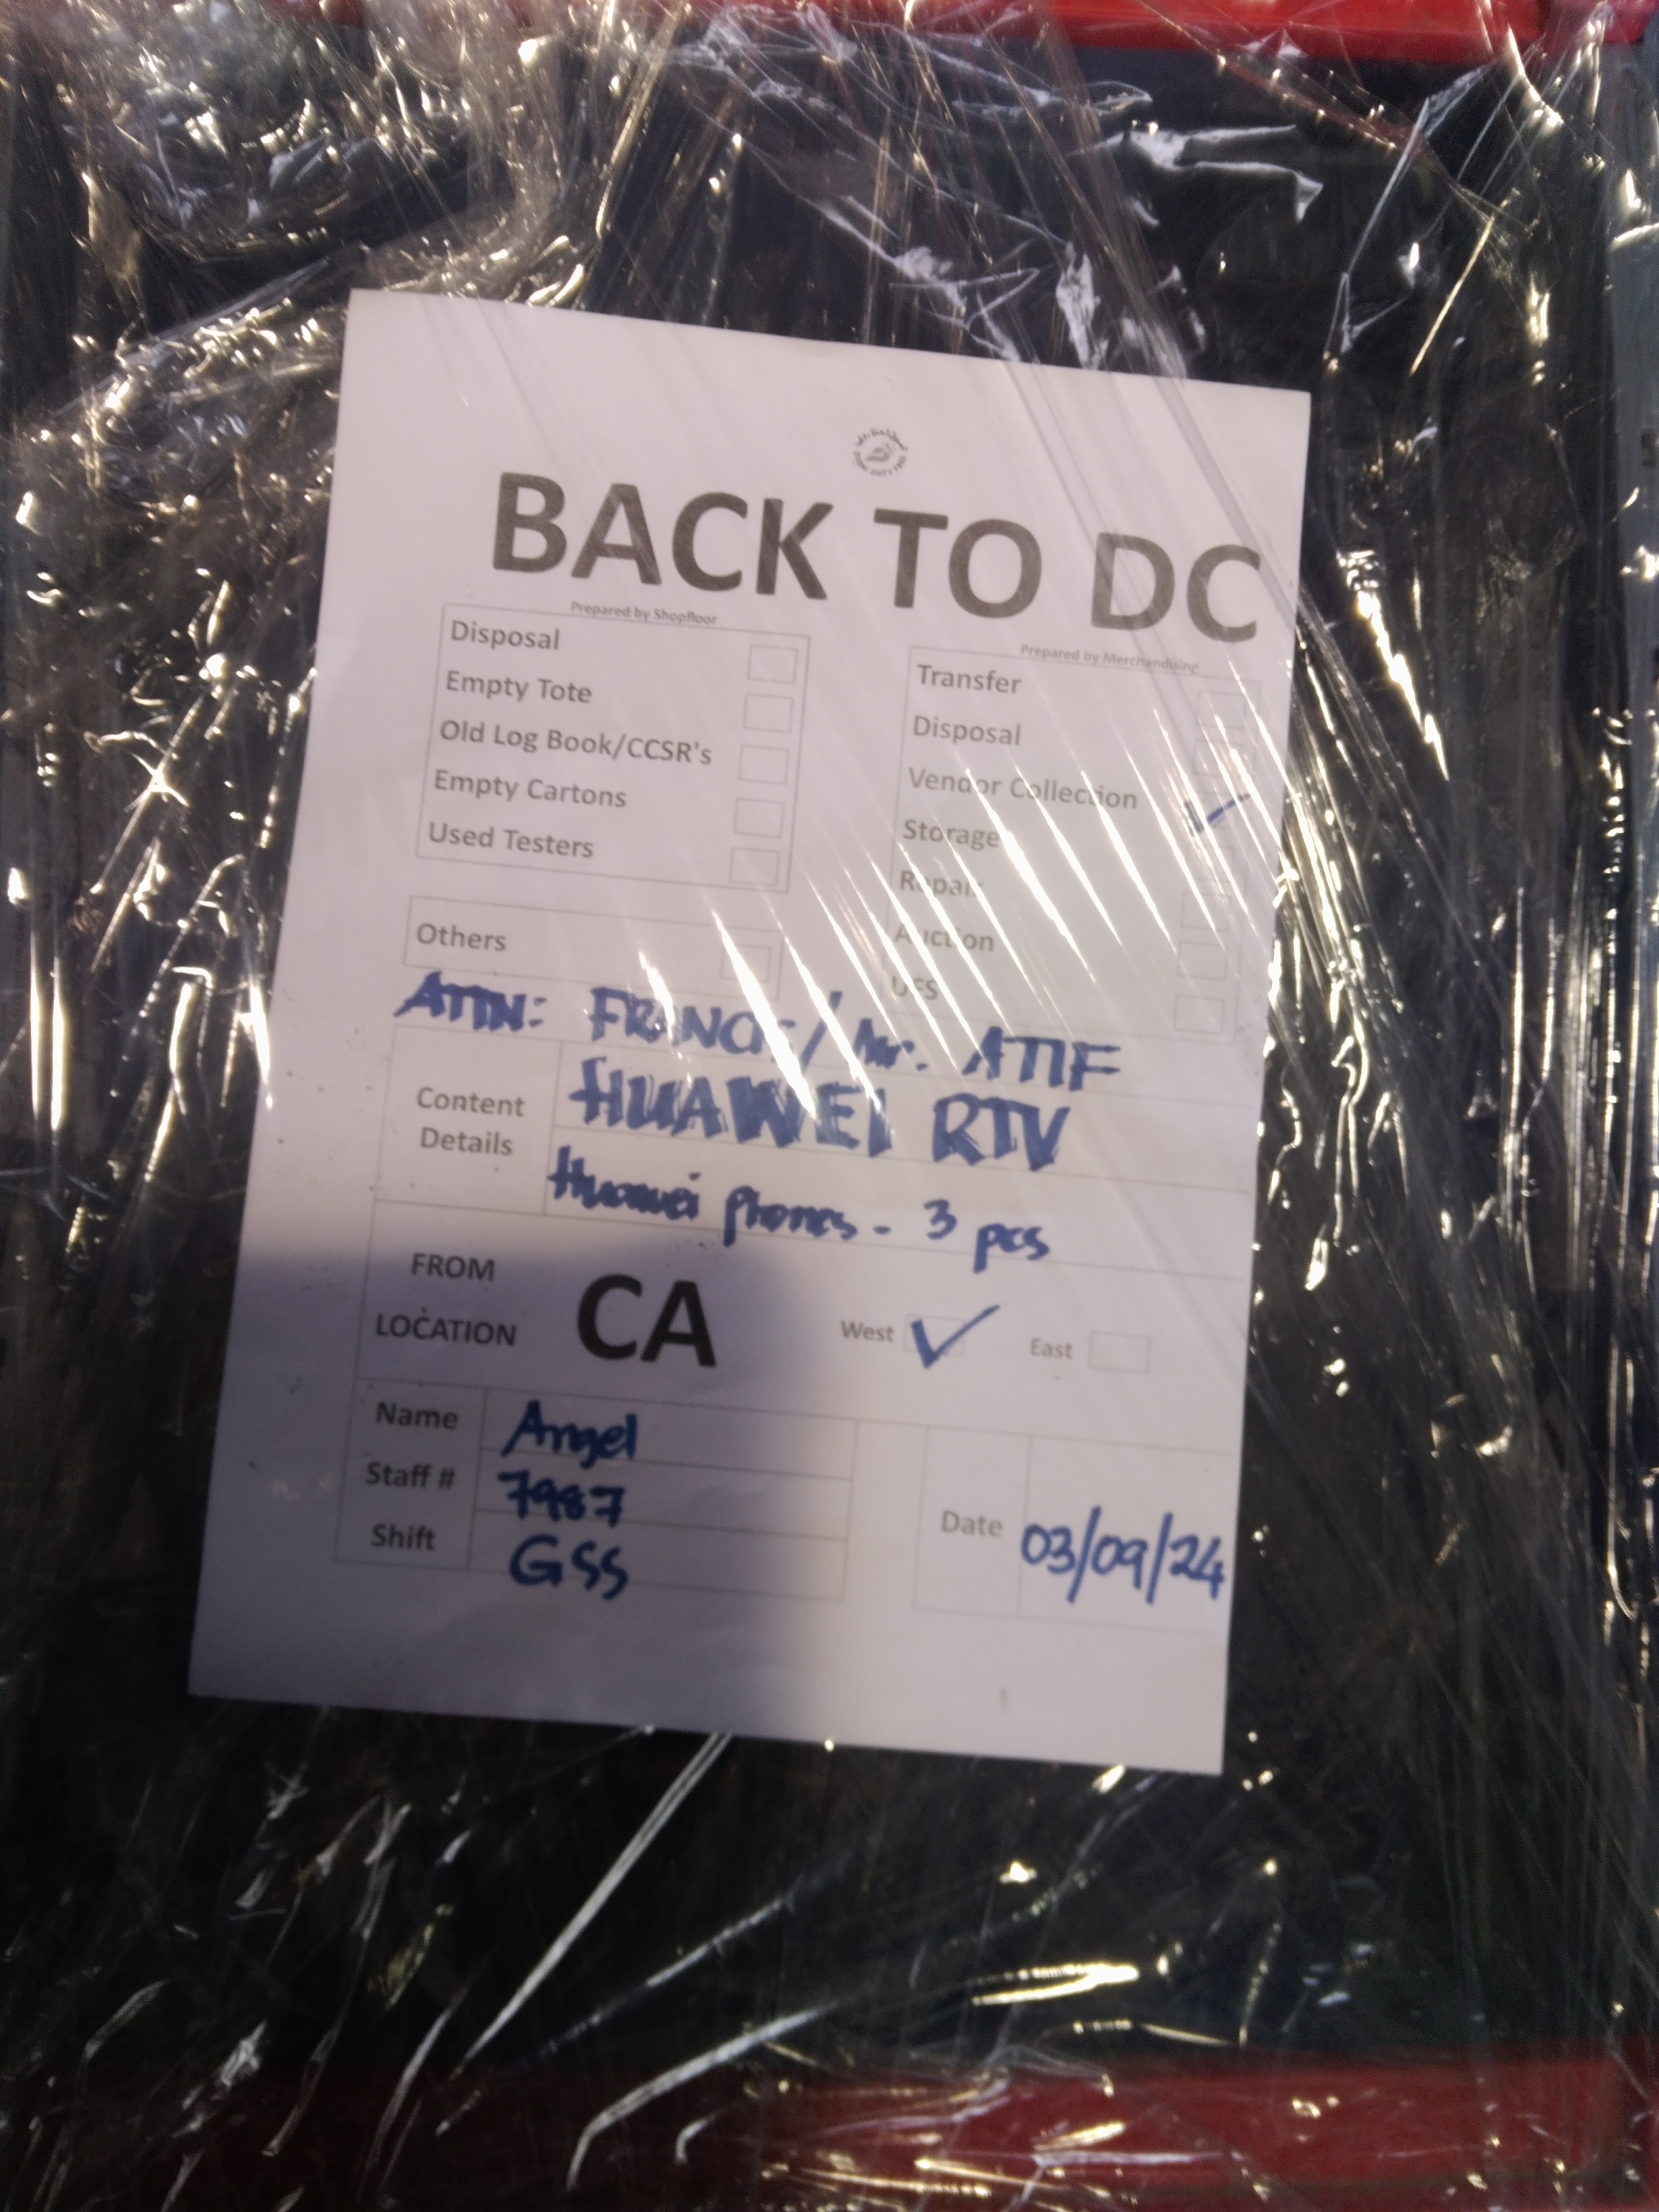 BACK TO DC
Prepared by Shopfloor
Disposal
Empty Tote
Old Log Book/CCSR's
Empty Cartons
Used Testers
Others
Prepared by Merchandising
Transfer
Disposal
Vendor Collection
Storage
Repair
Auction
ATTN: / Mr. ATIF
Content Details
HUAWEI RTV
Huawei phones - 3 pcs
FROM
LOCATION
CA
West
East
Name
Angel
Staff #
7987
Shift
GSS
Date
03/09/24